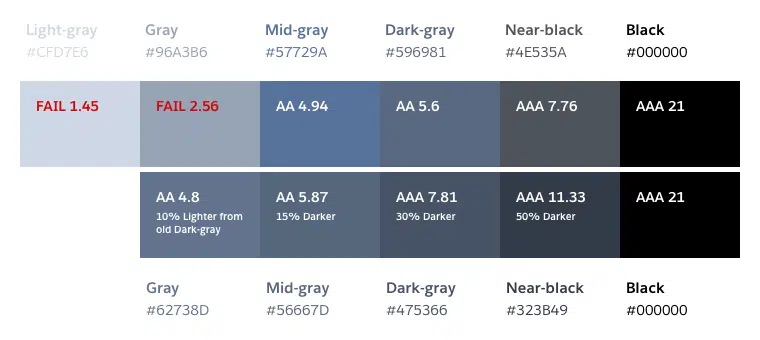 Light-gray Gray Mid-gray Dark-gray Near-black Black
#CFD7E6 #96A3B6 #57729A #596981 #4E535A #000000
FAIL 1.45 FAIL 2.56 AA 4.94 AA 5.6 AAA 7.76 AAA 21
AA 4.8 AA 5.87 AAA 7.81 AAA 11.33 AAA 21
10% Lighter from 15% Darker 30% Darker 50% Darker
old Dark-gray
Gray Mid-gray Dark-gray Near-black Black
#62738D #56667D #475366 #323B49 #000000